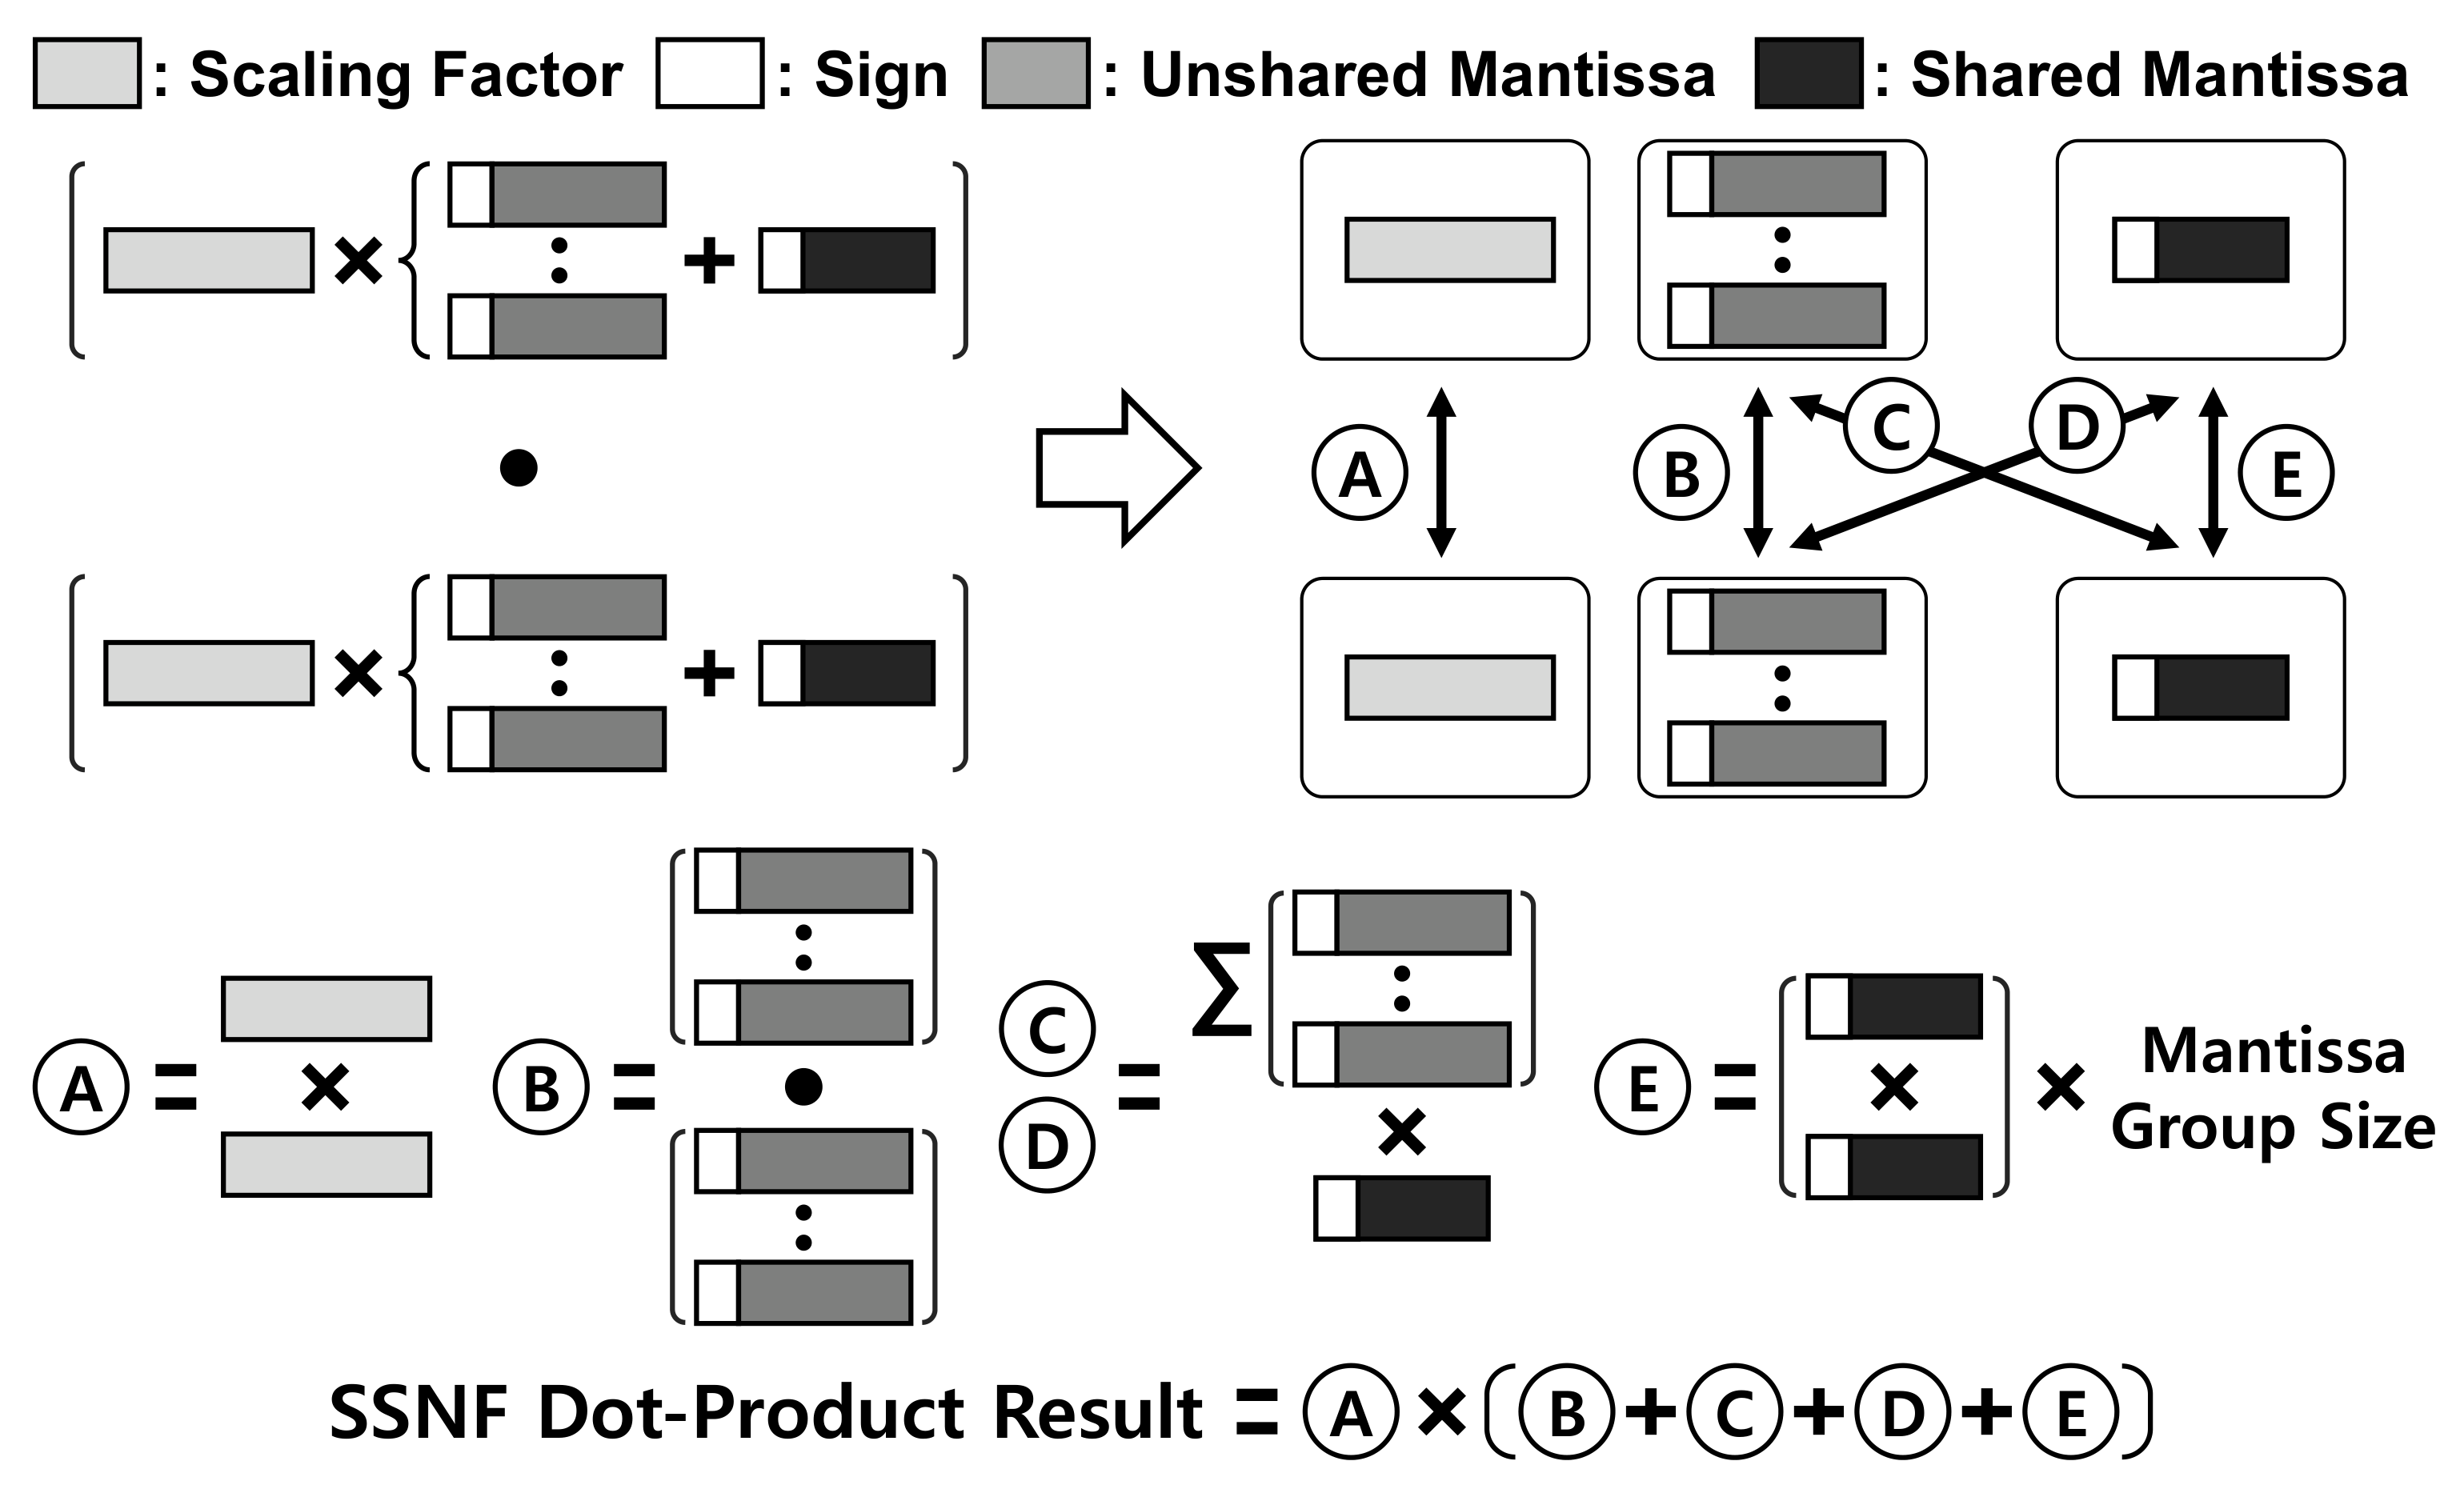 : Scaling Factor : Sign : Unshared Mantissa : Shared Mantissa
× + 
•
A B C D E
× +
A = × B = • C D = ∑ × E = × × Mantissa Group Size
SSNF Dot-Product Result = A × ( B + C + D + E )